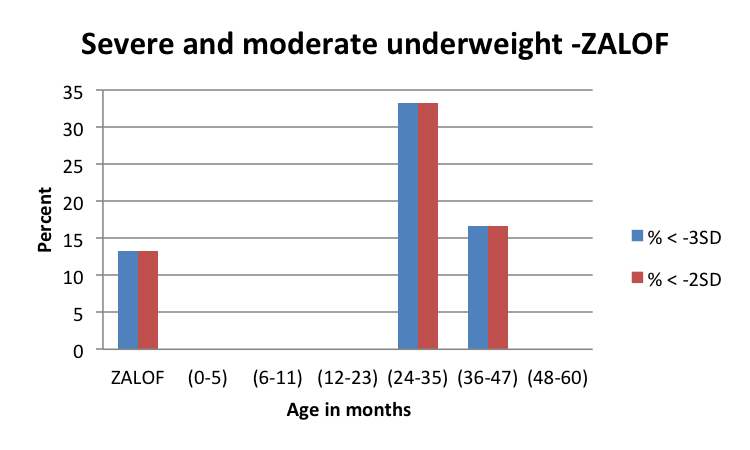 Severe and moderate underweight -ZALOF
35
30
25
20
15
10
5
0
Percent
ZALOF (0-5) (6-11) (12-23) (24-35) (36-47) (48-60)
Age in months
% < -3SD
% < -2SD